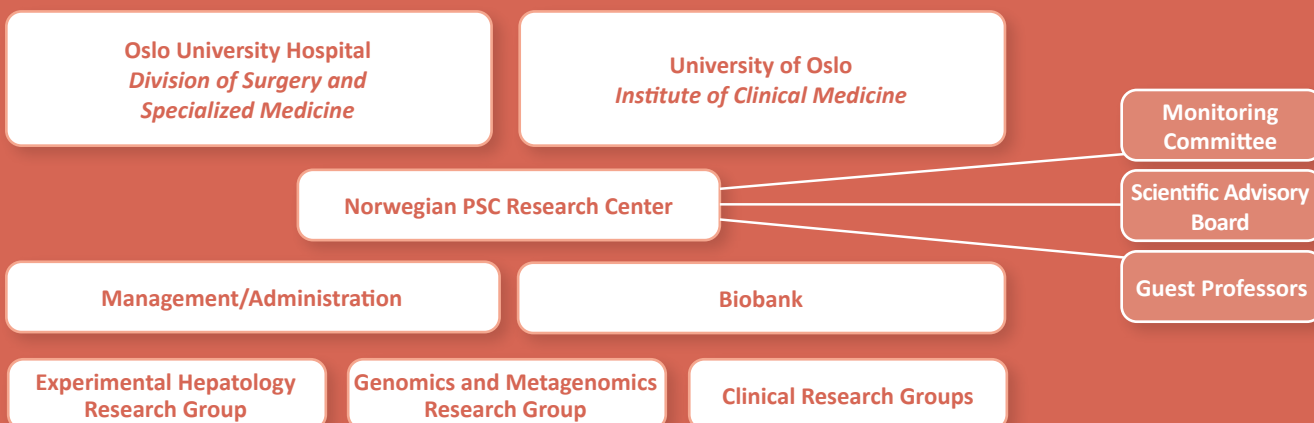 Oslo University Hospital
Division of Surgery and
Specialized Medicine
University of Oslo
Institute of Clinical Medicine
Monitoring
Committee
Norwegian PSC Research Center
Scientific Advisory
Board
Guest Professors
Management/Administration
Biobank
Experimental Hepatology
Research Group
Genomics and Metagenomics
Research Group
Clinical Research Groups